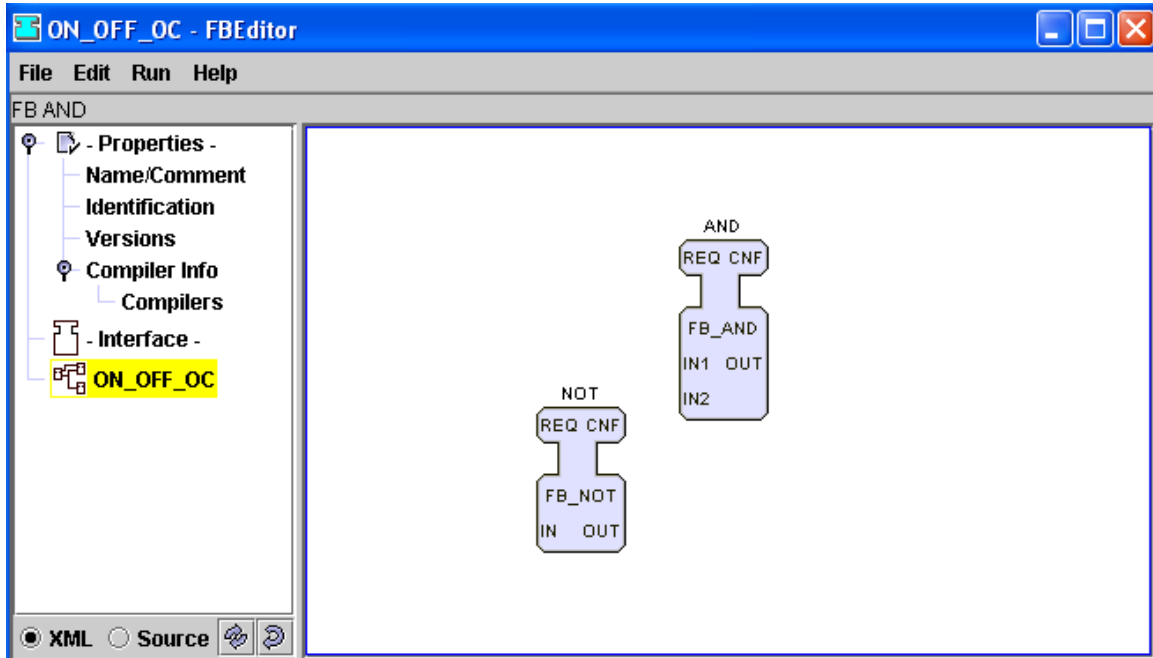 ON_OFF_OC - FBEditor
File Edit Run Help
FB AND
- Properties -
Name/Comment
Identification
Versions
Compiler Info
Compilers
- Interface -
ON_OFF_OC
XML Source
AND
REQ CNF
FB_AND
IN1 OUT
IN2
NOT
REQ CNF
FB_NOT
IN OUT